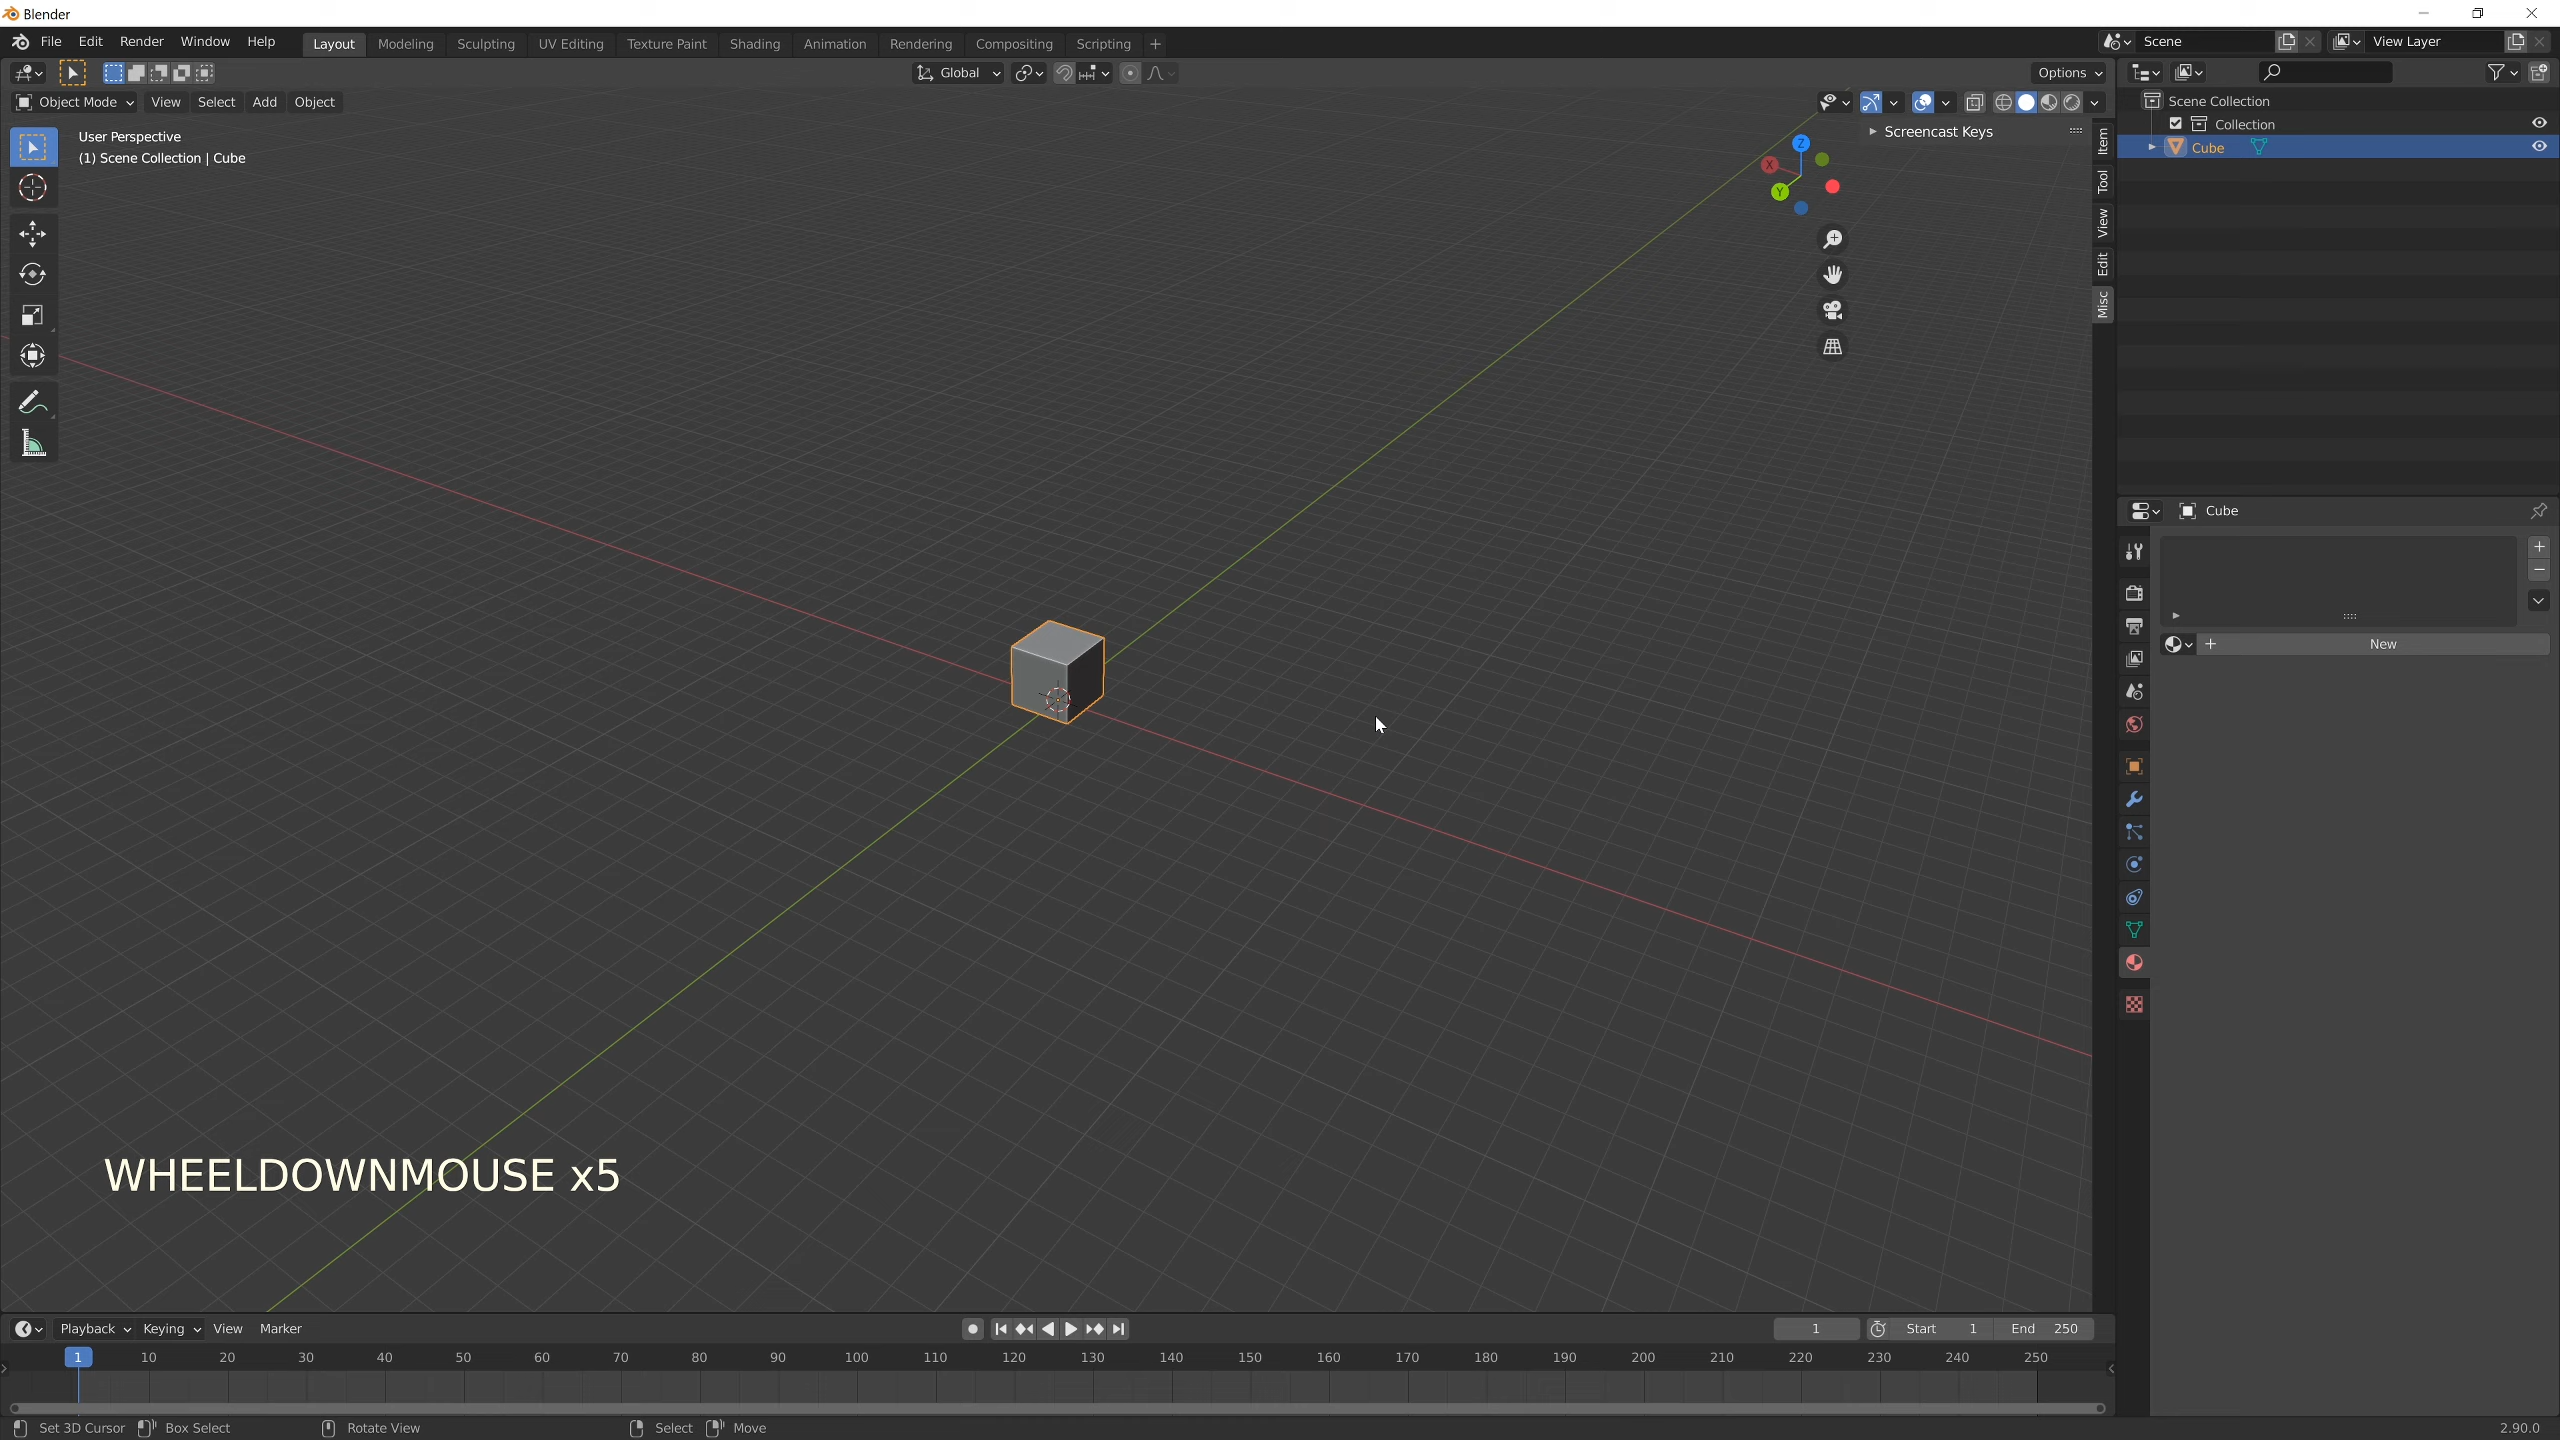 Blender
File Edit Render Window Help Layout Modeling Sculpting UV Editing Texture Paint Shading Animation Rendering Compositing Scripting Scene View Layer
Global Options
Object Mode View Select Add Object
User Perspective
(1) Scene Collection | Cube
Screencast Keys
Z
X
Y
Item
Tool
View
Edit
Misc
Scene Collection
Collection
Cube
Cube
New
WHEELDOWNMOUSE x5
Playback Keying View Marker 1 Start 1 End 250
1 10 20 30 40 50 60 70 80 90 100 110 120 130 140 150 160 170 180 190 200 210 220 230 240 250
Set 3D Cursor Box Select Rotate View Select Move 2.90.0